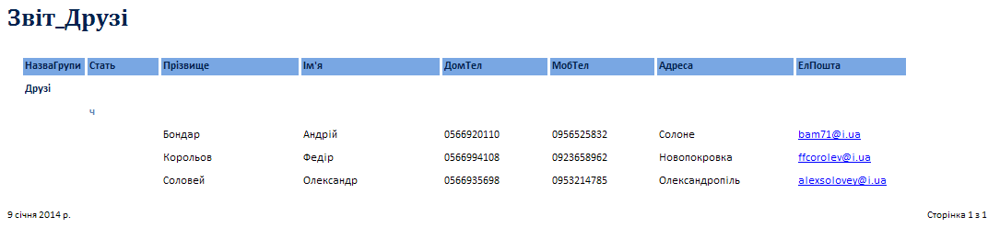 Звіт_Друзі
НазваГрупи Стать Прізвище Ім'я ДомТел МобТел Адреса ЕлПошта
Друзі
ч
Бондар Андрій 0566920110 0956525832 Солоне bam71@i.ua
Корольов Федір 0566994108 0923658962 Новопокровка ffcorolev@i.ua
Соловей Олександр 0566935698 0953214785 Олександропіль alexsolovey@i.ua
9 січня 2014 р. Сторінка 1 з 1